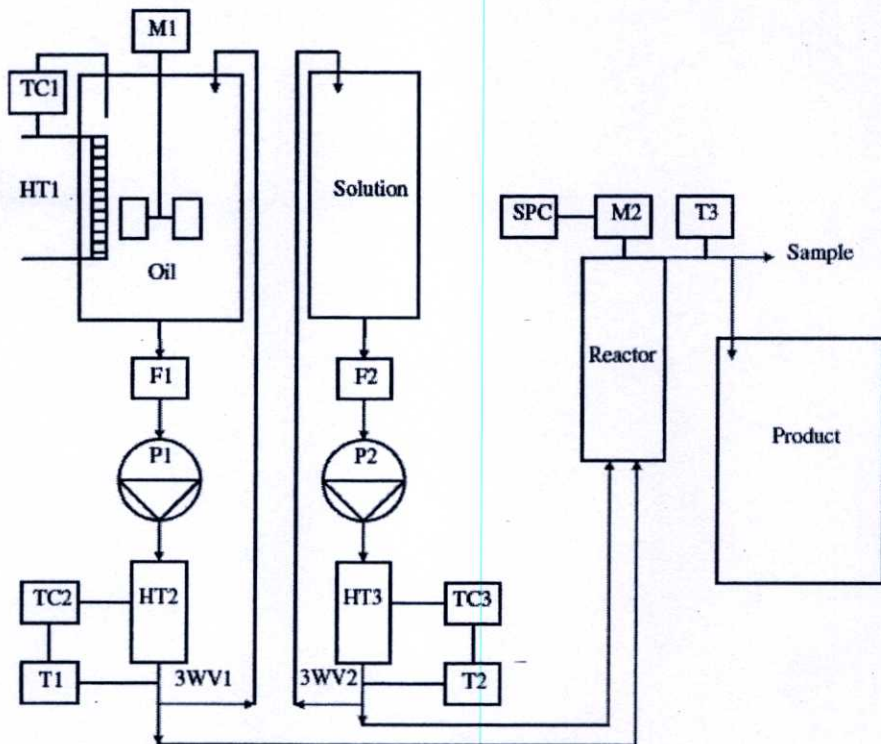 M1
TC1
HT1
Solution
Oil
SPC
M2
T3
Sample
F1
F2
Reactor
P1
P2
Product
TC2
HT2
HT3
TC3
T1
3WV1
3WV2
T2